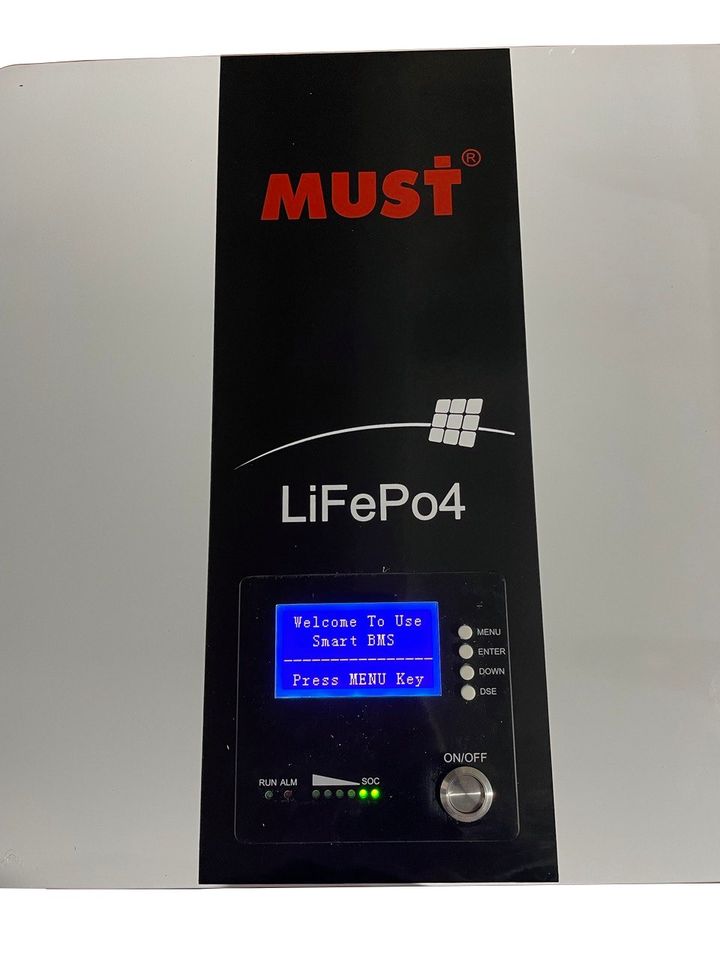 MUST®
LiFePo4
Welcome To Use
Smart BMS
Press MENU Key
MENU
ENTER
DOWN
DSE
ON/OFF
RUN ALM SOC